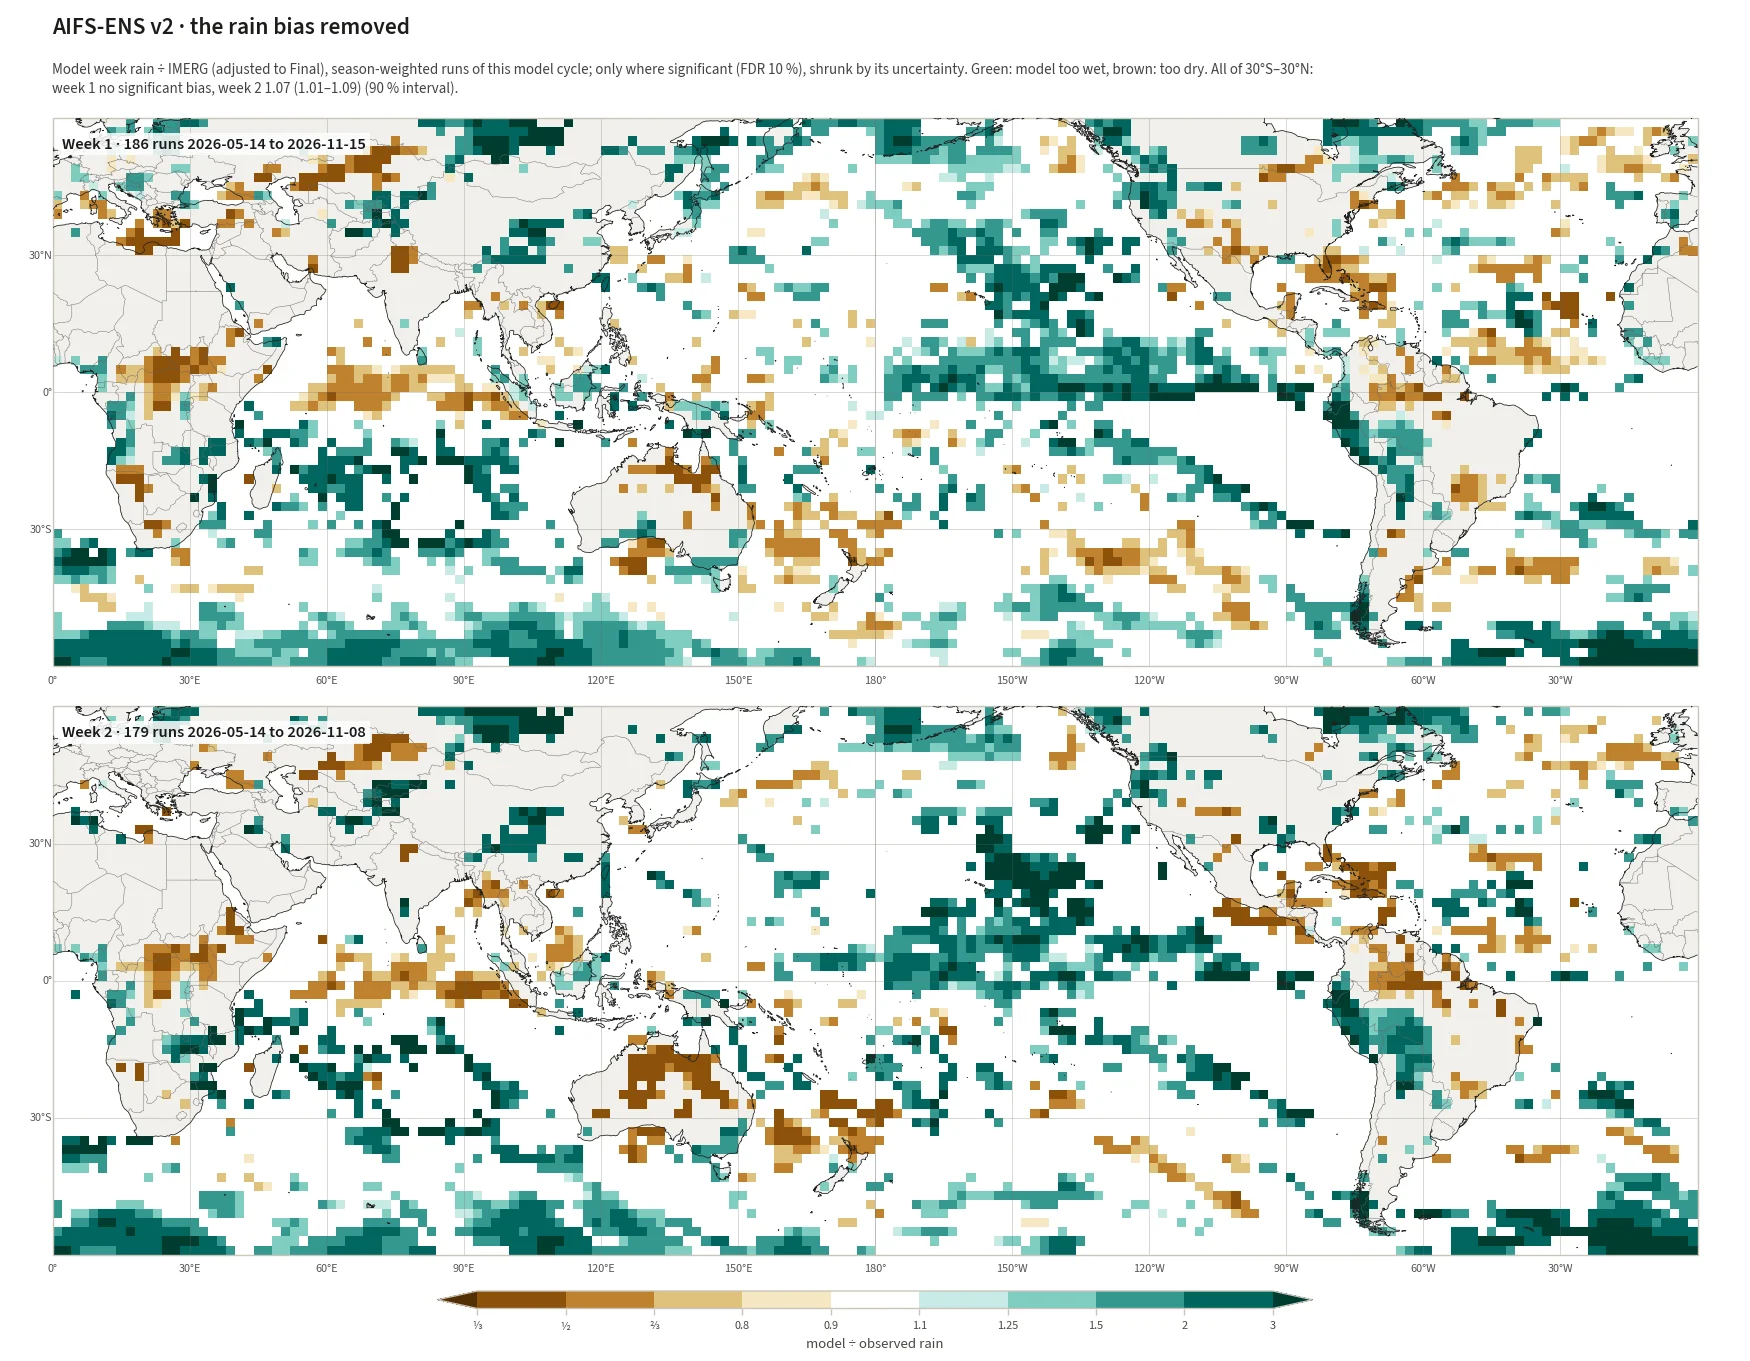 AIFS-ENS v2 · the rain bias removed
Model week rain ÷ IMERG (adjusted to Final), season-weighted runs of this model cycle; only where significant (FDR 10 %), shrunk by its uncertainty. Green: model too wet, brown: too dry. All of 30°S–30°N:
week 1 no significant bias, week 2 1.07 (1.01–1.09) (90 % interval).
Week 1 · 186 runs 2026-05-14 to 2026-11-15
30°N
0°
30°S
0° 30°E 60°E 90°E 120°E 150°E 180° 150°W 120°W 90°W 60°W 30°W
Week 2 · 179 runs 2026-05-14 to 2026-11-08
30°N
0°
30°S
0° 30°E 60°E 90°E 120°E 150°E 180° 150°W 120°W 90°W 60°W 30°W
⅓ ½ ⅔ 0.8 0.9 1.1 1.25 1.5 2 3
model ÷ observed rain